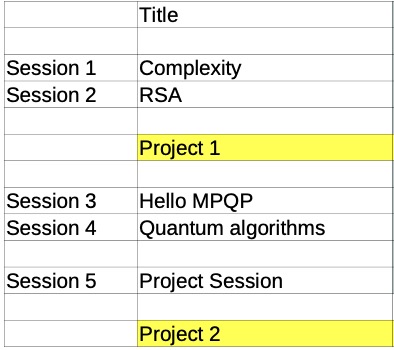 Title
Session 1 Complexity
Session 2 RSA
Project 1
Session 3 Hello MPQP
Session 4 Quantum algorithms
Session 5 Project Session
Project 2